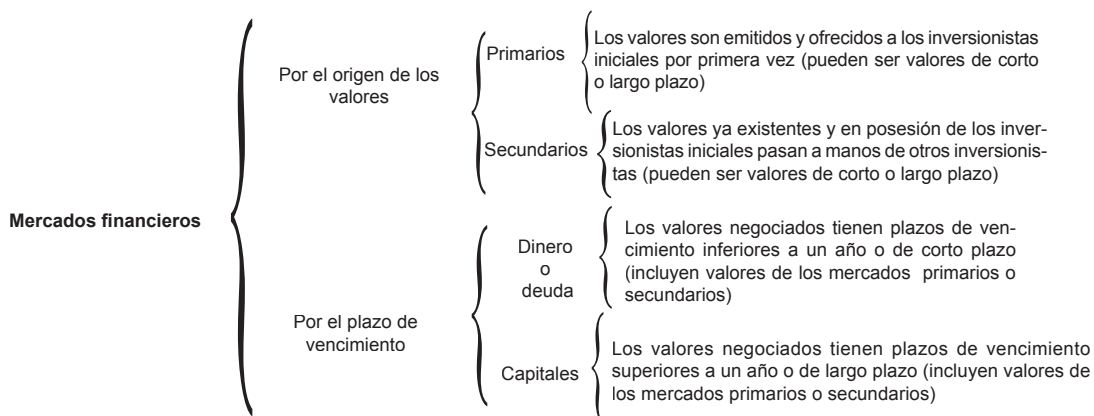 Mercados financieros
Por el origen de los
valores
Primarios
Los valores son emitidos y ofrecidos a los inversionistas
iniciales por primera vez (pueden ser valores de corto
o largo plazo)
Secundarios
Los valores ya existentes y en posesión de los inver-
sionistas iniciales pasan a manos de otros inversionis-
tas (pueden ser valores de corto o largo plazo)
Por el plazo de
vencimiento
Dinero
o
deuda
Los valores negociados tienen plazos de ven-
cimiento inferiores a un año o de corto plazo
(incluyen valores de los mercados primarios o
secundarios)
Capitales
Los valores negociados tienen plazos de vencimiento
superiores a un año o de largo plazo (incluyen valores de
los mercados primarios o secundarios)